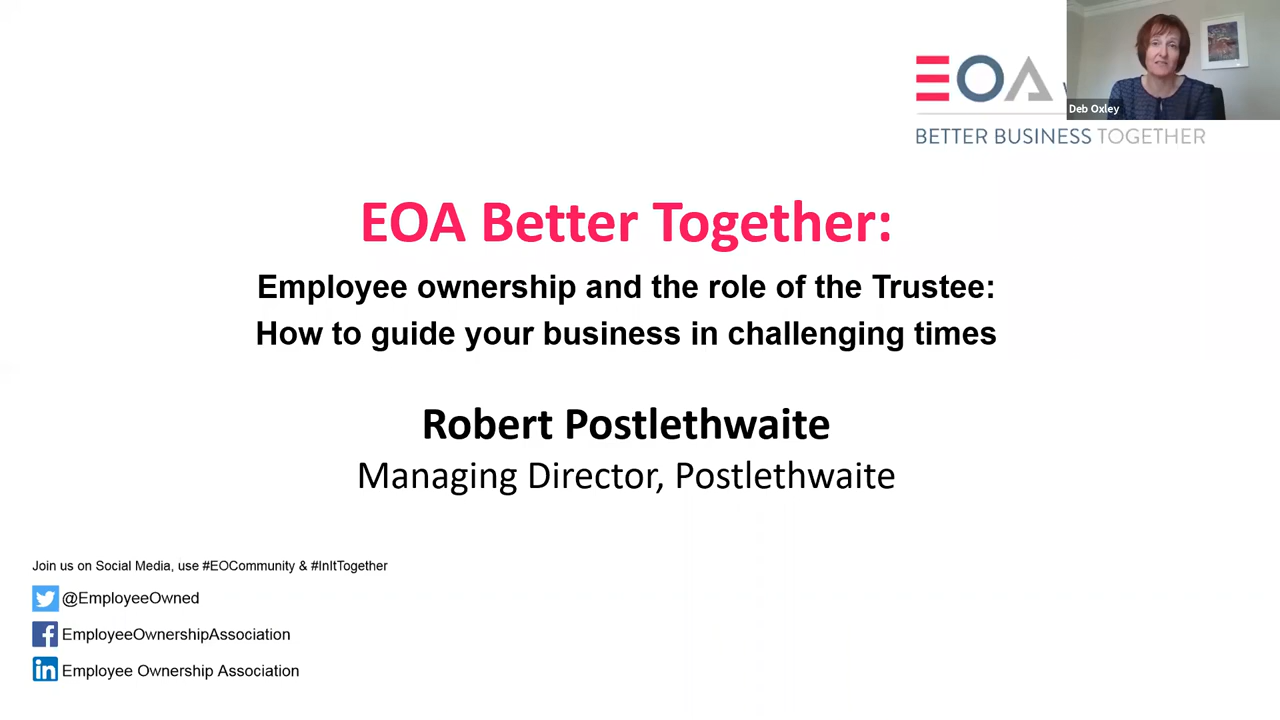 EOA
Deb Oxley
BETTER BUSINESS TOGETHER
EOA Better Together:
Employee ownership and the role of the Trustee:
How to guide your business in challenging times
Robert Postlethwaite
Managing Director, Postlethwaite
Join us on Social Media, use #EOCommunity & #InItTogether
@EmployeeOwned
EmployeeOwnershipAssociation
Employee Ownership Association